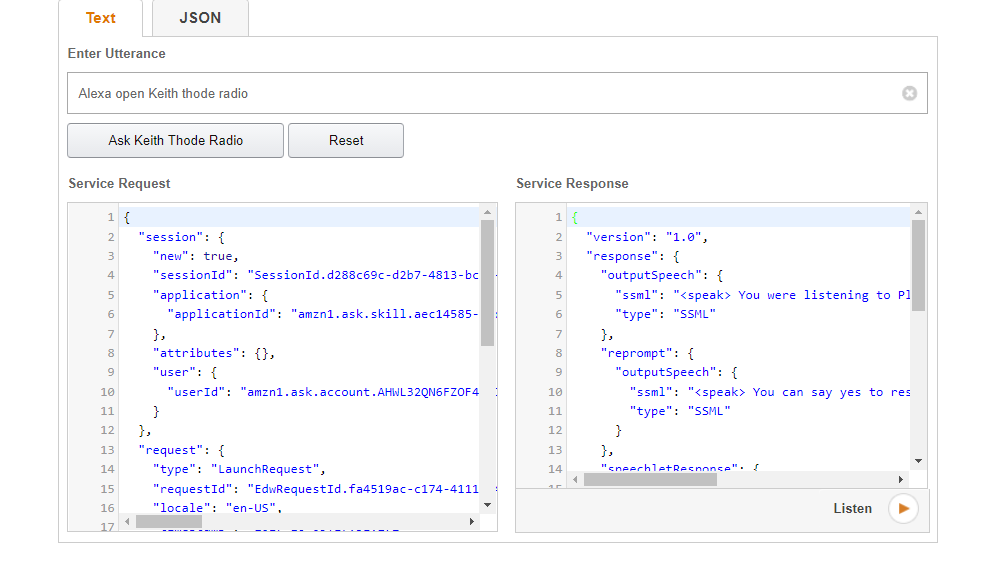 Text
JSON
Enter Utterance
Alexa open Keith thode radio
Ask Keith Thode Radio
Reset
Service Request
1 {
2 "session": {
3 "new": true,
4 "sessionId": "SessionId.d288c69c-d2b7-4813-bc
5 "application": {
6 "applicationId": "amzn1.ask.skill.aec14585-
7 },
8 "attributes": {},
9 "user": {
10 "userId": "amzn1.ask.account.AHWL32QN6FZOF4
11 }
12 },
13 "request": {
14 "type": "LaunchRequest",
15 "requestId": "EdwRequestId.fa4519ac-c174-4111
16 "locale": "en-US",
17
Service Response
1 {
2 "version": "1.0",
3 "response": {
4 "outputSpeech": {
5 "ssml": "<speak> You were listening to Pl
6 "type": "SSML"
7 },
8 "reprompt": {
9 "outputSpeech": {
10 "ssml": "<speak> You can say yes to res
11 "type": "SSML"
12 }
13 },
14 "speechletResponse": {
15
Listen